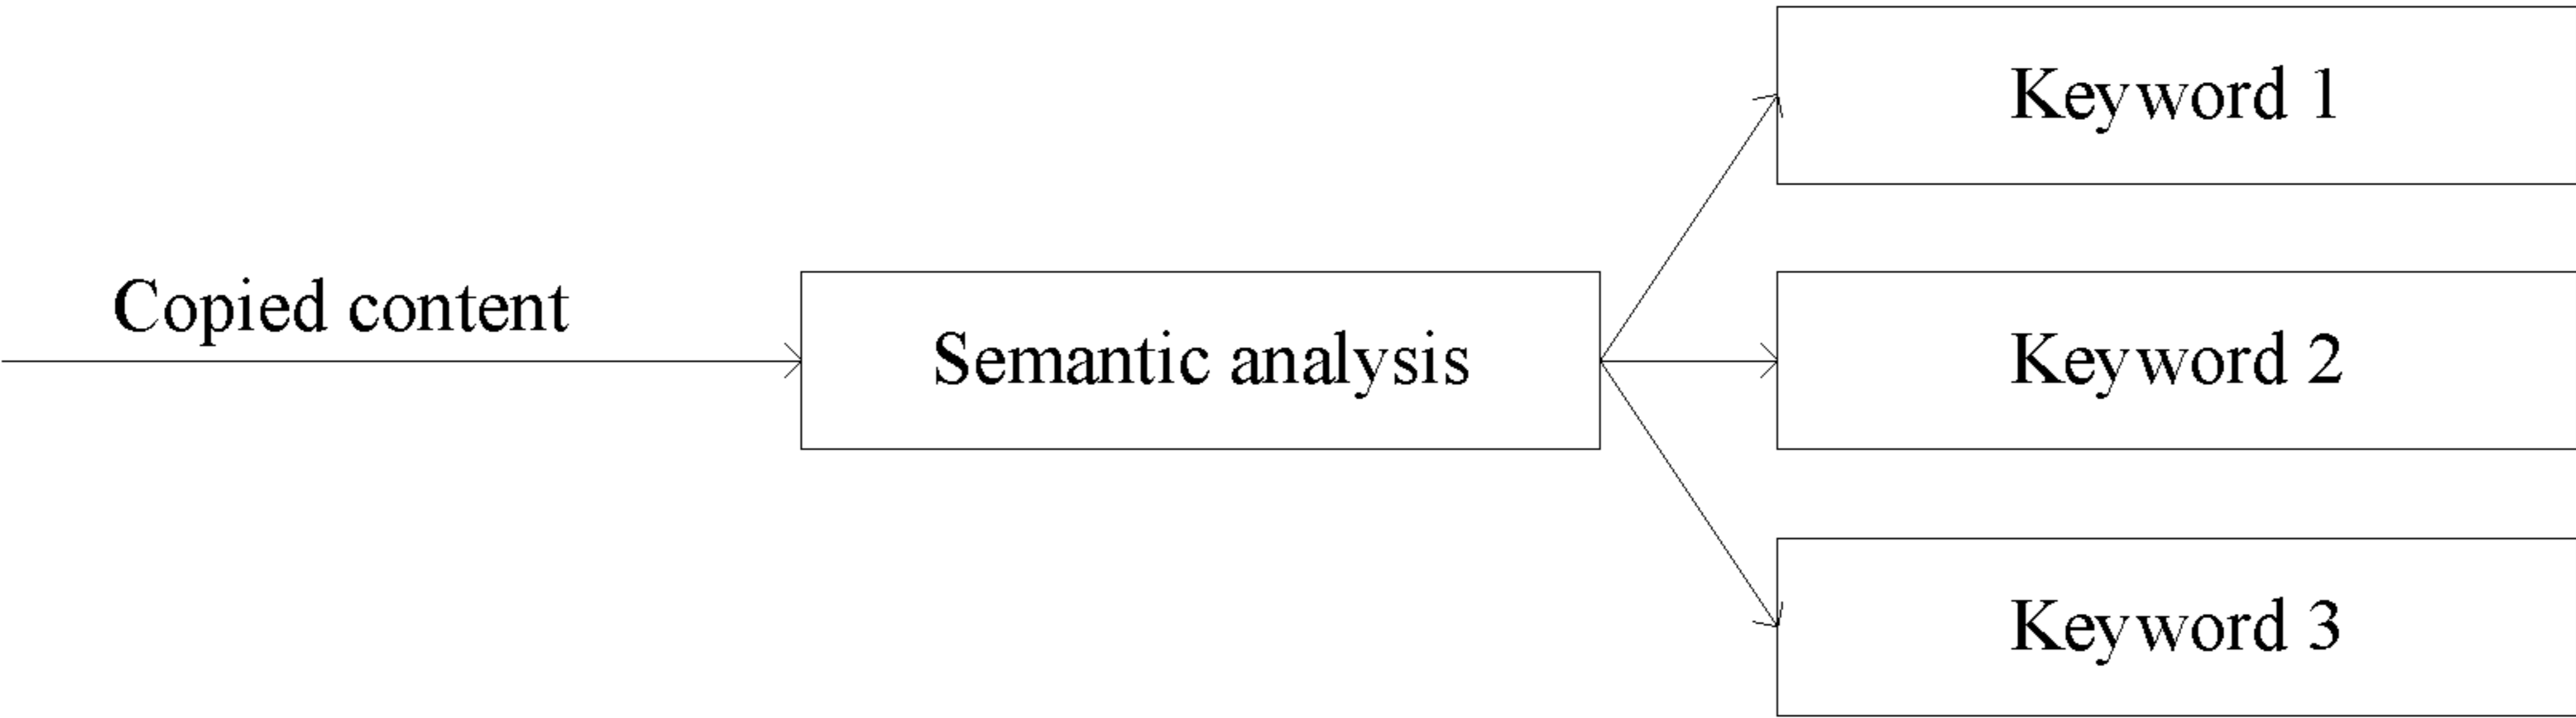 Copied content
Semantic analysis
Keyword 1
Keyword 2
Keyword 3